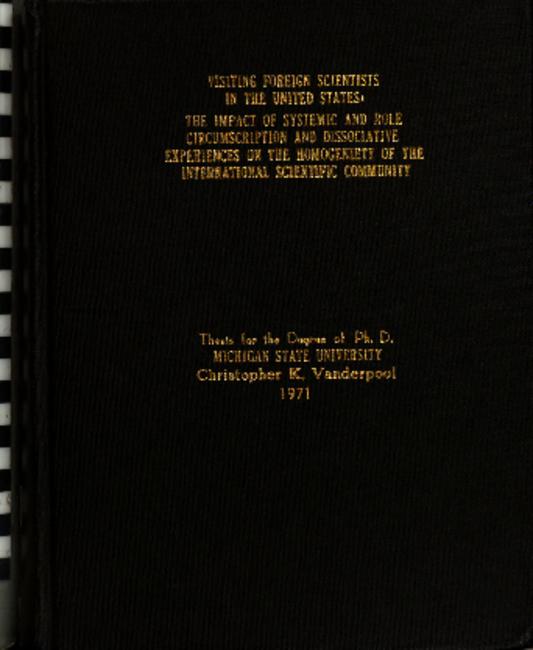 VISITING FOREIGN SCIENTISTS
IN THE UNITED STATES:
THE IMPACT OF SYSTEMIC AND ROLE
CIRCUMSCRIPTION AND DISSOCIATIVE
EXPERIENCES ON THE HOMOGENIETY OF THE
INTERNATIONAL SCIENTIFIC COMMUNITY
Thesis for the Degree of Ph. D.
MICHIGAN STATE UNIVERSITY
Christopher K. Vanderpool
1971